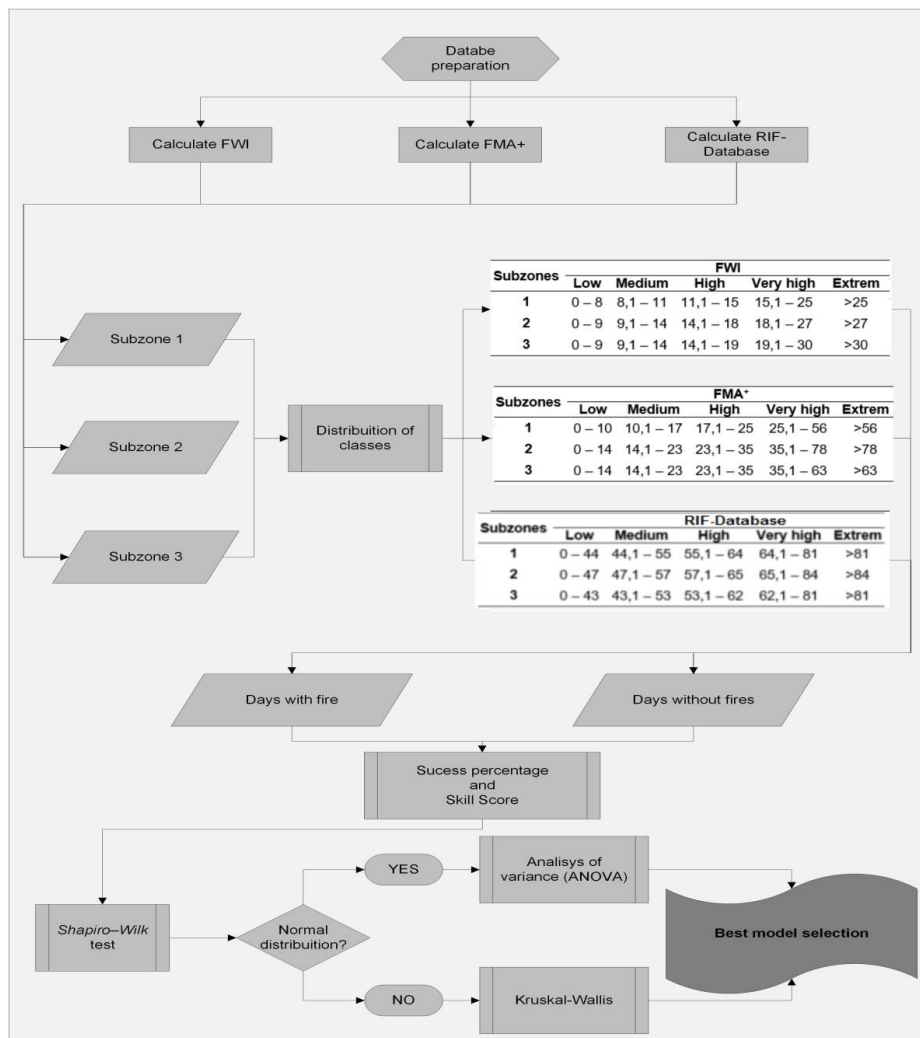 Databe
preparation
Calculate FWI
Calculate FMA+
Calculate RIF-
Database
Subzone 1
Subzone 2
Subzone 3
Distribuition of
classes
Subzones FWI
Low Medium High Very high Extrem
1 0 – 8 8,1 – 11 11,1 – 15 15,1 – 25 >25
2 0 – 9 9,1 – 14 14,1 – 18 18,1 – 27 >27
3 0 – 9 9,1 – 14 14,1 – 19 19,1 – 30 >30
Subzones FMA⁺
Low Medium High Very high Extrem
1 0 – 10 10,1 – 17 17,1 – 25 25,1 – 56 >56
2 0 – 14 14,1 – 23 23,1 – 35 35,1 – 78 >78
3 0 – 14 14,1 – 23 23,1 – 35 35,1 – 63 >63
Subzones RIF-Database
Low Medium High Very high Extrem
1 0 – 44 44,1 – 55 55,1 – 64 64,1 – 81 >81
2 0 – 47 47,1 – 57 57,1 – 65 65,1 – 84 >84
3 0 – 43 43,1 – 53 53,1 – 62 62,1 – 81 >81
Days with fire
Days without fires
Sucess percentage
and
Skill Score
Shapiro–Wilk
test
Normal
distribuition?
YES
Analisys of
variance (ANOVA)
NO
Kruskal-Wallis
Best model selection